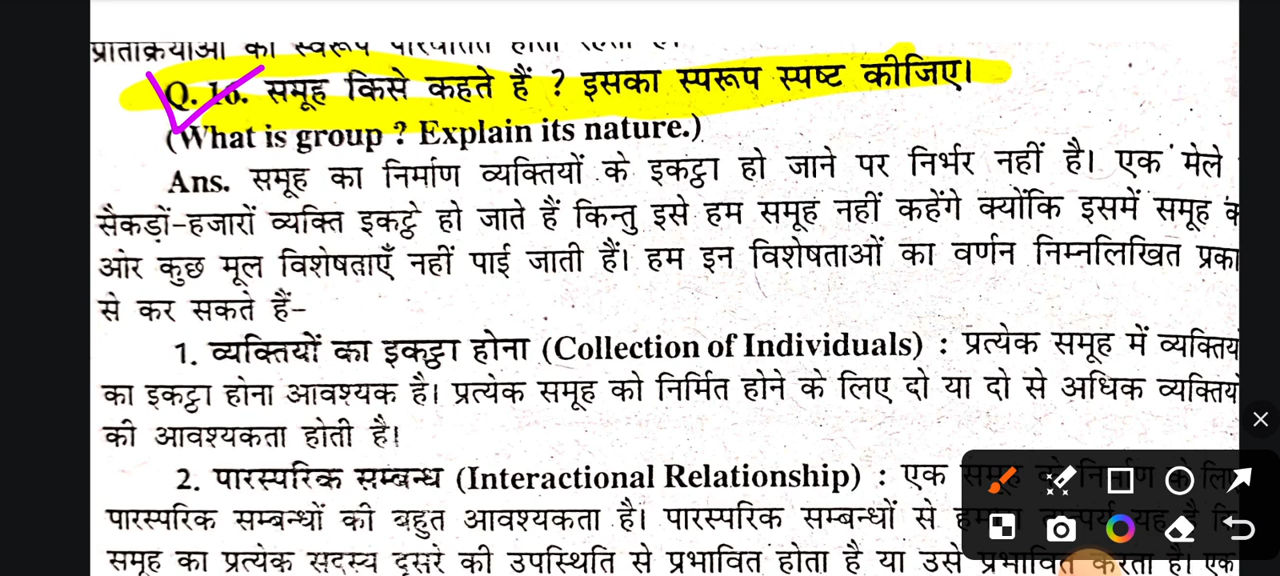 Q. 16. समूह किसे कहते हैं ? इसका स्परूप स्पष्ट कीजिए।
(What is group ? Explain its nature.)
Ans. समूह का निर्माण व्यक्तियों के इकट्ठा हो जाने पर निर्भर नहीं है। एक मेले
सैकड़ों-हजारों व्यक्ति इकट्ठे हो जाते हैं किन्तु इसे हम समूह नहीं कहेंगे क्योंकि इसमें समूह
ओर कुछ मूल विशेषताएँ नहीं पाई जाती हैं। हम इन विशेषताओं का वर्णन निम्नलिखित
से कर सकते हैं-
1. व्यक्तियों का इकट्ठा होना (Collection of Individuals) : प्रत्येक समूह में
का इकट्ठा होना आवश्यक है। प्रत्येक समूह को निर्मित होने के लिए दो या दो से अधिक
की आवश्यकता होती है।
2. पारस्परिक सम्बन्ध (Interactional Relationship) : एक
पारस्परिक सम्बन्धों की बहुत आवश्यकता है। पारस्परिक सम्बन्धों से
समूह का प्रत्येक सदस्य दूसरे की उपस्थिति से प्रभावित होता है या उसे प्रभावित करता है। एक